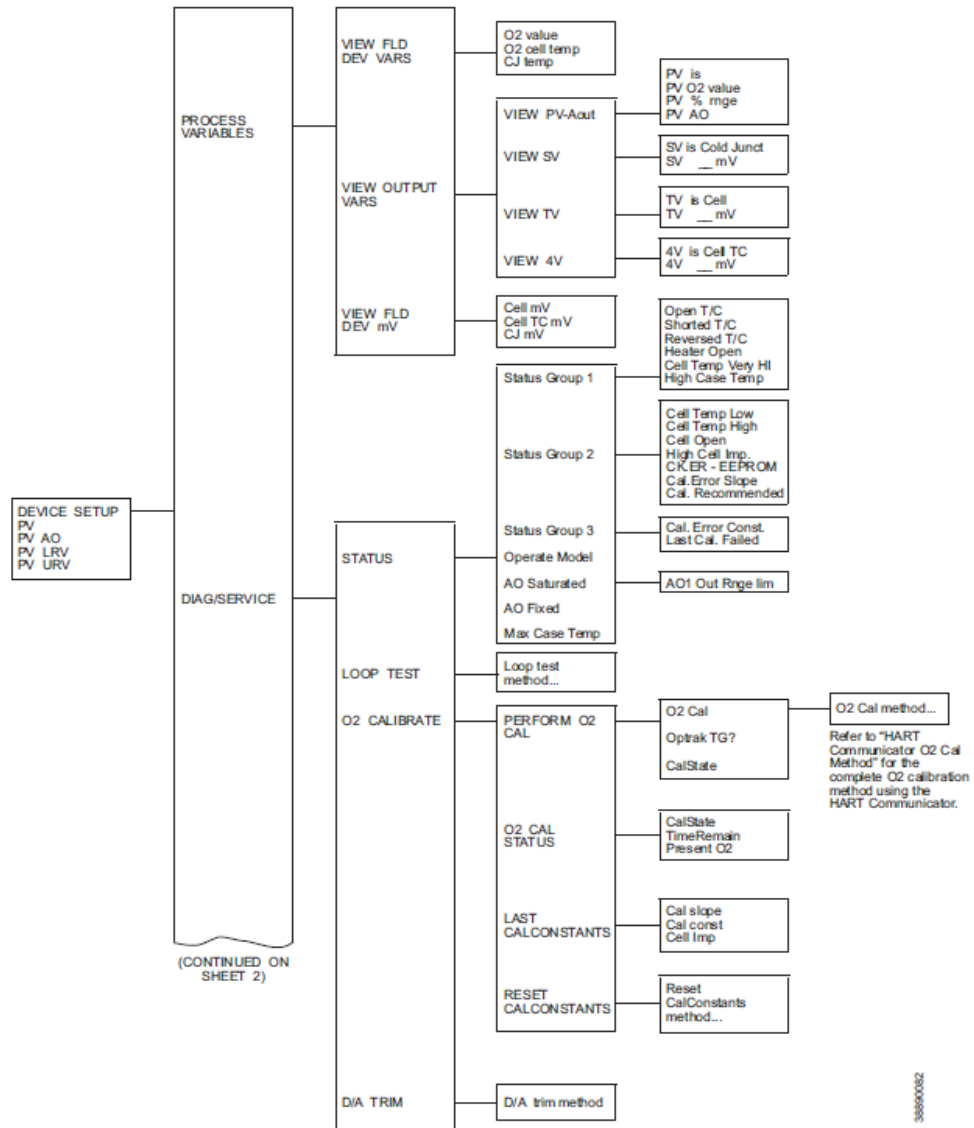 DEVICE SETUP
PV
PV AO
PV LRV
PV URV
PROCESS
VARIABLES
VIEW FLD
DEV VARS
O2 value
O2 cell temp
CJ temp
VIEW OUTPUT
VARS
VIEW PV-Aout
PV is
PV O2 value
PV % rnge
PV AO
VIEW SV
SV is Cold Junct
SV __ mV
VIEW TV
TV is Cell
TV __ mV
VIEW 4V
4V is Cell TC
4V __ mV
VIEW FLD
DEV mV
Cell mV
Cell TC mV
CJ mV
DIAG/SERVICE
STATUS
Status Group 1
Open T/C
Shorted T/C
Reversed T/C
Heater Open
Cell Temp Very HI
High Case Temp
Status Group 2
Cell Temp Low
Cell Temp High
Cell Open
High Cell Imp.
CK.ER - EEPROM
Cal.Error Slope
Cal. Recommended
Status Group 3
Cal. Error Const.
Last Cal. Failed
Operate Model
AO Saturated
AO1 Out Rnge lim
AO Fixed
Max Case Temp
LOOP TEST
Loop test
method...
O2 CALIBRATE
PERFORM O2
CAL
O2 Cal
Optrak TG?
CalState
O2 Cal method...
Refer to "HART
Communicator O2 Cal
Method" for the
complete O2 calibration
method using the
HART Communicator.
O2 CAL
STATUS
CalState
TimeRemain
Present O2
LAST
CALCONSTANTS
Cal slope
Cal const
Cell Imp
RESET
CALCONSTANTS
Reset
CalConstants
method...
D/A TRIM
D/A trim method
(CONTINUED ON
SHEET 2)
38890082